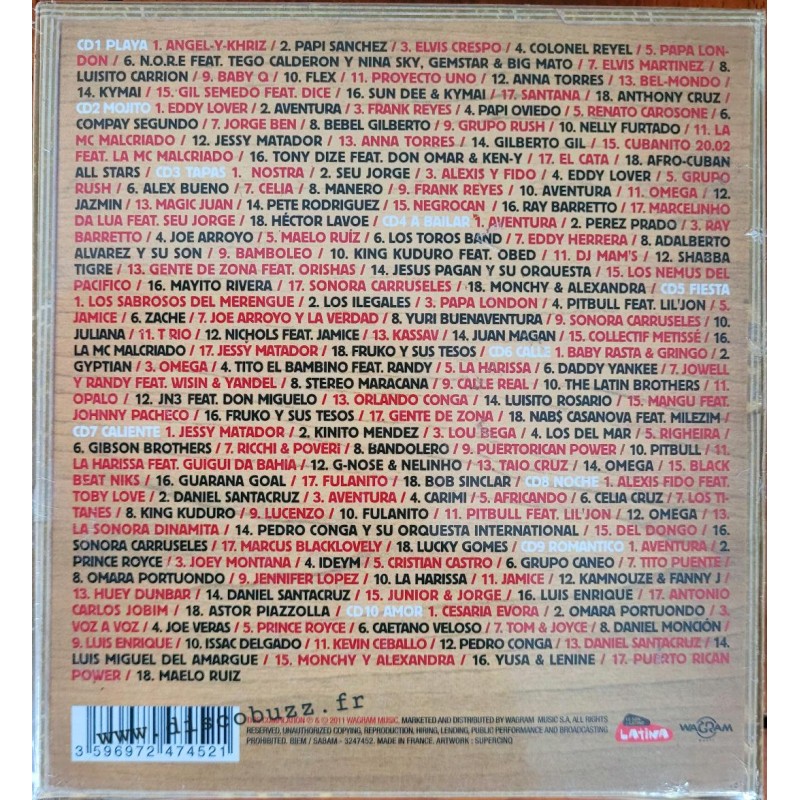 CD1 PLAYA 1. ANGEL-Y-KHRIZ / 2. PAPI SANCHEZ / 3. ELVIS CRESPO / 4. COLONEL REYEL / 5. PAPA LON-
DON / 6. N.O.R.E FEAT. TEGO CALDERON Y NINA SKY, GEMSTAR & BIG MATO / 7. ELVIS MARTINEZ / 8.
LUISITO CARRION / 9. BABY Q / 10. FLEX / 11. PROYECTO UNO / 12. ANNA TORRES / 13. BEL-MONDO /
14. KYMAI / 15. GIL SEMEDO FEAT. DICE / 16. SUN DEE & KYMAI / 17. SANTANA / 18. ANTHONY CRUZ /
CD2 MOJITO 1. EDDY LOVER / 2. AVENTURA / 3. FRANK REYES / 4. PAPI OVIEDO / 5. RENATO CAROSONE / 6.
COMPAY SEGUNDO / 7. JORGE BEN / 8. BEBEL GILBERTO / 9. GRUPO RUSH / 10. NELLY FURTADO / 11. LA
MC MALCRIADO / 12. JESSY MATADOR / 13. ANNA TORRES / 14. GILBERTO GIL / 15. CUBANITO 20.02
FEAT. LA MC MALCRIADO / 16. TONY DIZE FEAT. DON OMAR & KEN-Y / 17. EL CATA / 18. AFRO-CUBAN
ALL STARS / CD3 TAPAS 1. NOSTRA / 2. SEU JORGE / 3. ALEXIS Y FIDO / 4. EDDY LOVER / 5. GRUPO
RUSH / 6. ALEX BUENO / 7. CELIA / 8. MANERO / 9. FRANK REYES / 10. AVENTURA / 11. OMEGA / 12.
JAZMIN / 13. MAGIC JUAN / 14. PETE RODRIGUEZ / 15. NEGROCAN / 16. RAY BARRETTO / 17. MARCELINHO
DA LUA FEAT. SEU JORGE / 18. HÉCTOR LAVOE / CD4 A BAILAR 1. AVENTURA / 2. PEREZ PRADO / 3. RAY
BARRETTO / 4. JOE ARROYO / 5. MAELO RUÍZ / 6. LOS TOROS BAND / 7. EDDY HERRERA / 8. ADALBERTO
ALVAREZ Y SU SON / 9. BAMBOLEO / 10. KING KUDURO FEAT. OBED / 11. DJ MAM'S / 12. SHABBA
TIGRE / 13. GENTE DE ZONA FEAT. ORISHAS / 14. JESUS PAGAN Y SU ORQUESTA / 15. LOS NEMUS DEL
PACIFICO / 16. MAYITO RIVERA / 17. SONORA CARRUSELES / 18. MONCHY & ALEXANDRA / CD5 FIESTA
1. LOS SABROSOS DEL MERENGUE / 2. LOS ILEGALES / 3. PAPA LONDON / 4. PITBULL FEAT. LIL'JON / 5.
JAMICE / 6. ZACHE / 7. JOE ARROYO Y LA VERDAD / 8. YURI BUENAVENTURA / 9. SONORA CARRUSELES / 10.
JULIANA / 11. T RIO / 12. NICHOLS FEAT. JAMICE / 13. KASSAV / 14. JUAN MAGAN / 15. COLLECTIF METISSÉ / 16.
LA MC MALCRIADO / 17. JESSY MATADOR / 18. FRUKO Y SUS TESOS / CD6 CALLE 1. BABY RASTA & GRINGO / 2.
GYPTIAN / 3. OMEGA / 4. TITO EL BAMBINO FEAT. RANDY / 5. LA HARISSA / 6. DADDY YANKEE / 7. JOWELL
Y RANDY FEAT. WISIN & YANDEL / 8. STEREO MARACANA / 9. CALLE REAL / 10. THE LATIN BROTHERS / 11.
OPALO / 12. JN3 FEAT. DON MIGUELO / 13. ORLANDO CONGA / 14. LUISITO ROSARIO / 15. MANGU FEAT.
JOHNNY PACHECO / 16. FRUKO Y SUS TESOS / 17. GENTE DE ZONA / 18. NAB$ CASANOVA FEAT. MILEZIM /
CD7 CALIENTE 1. JESSY MATADOR / 2. KINITO MENDEZ / 3. LOU BEGA / 4. LOS DEL MAR / 5. RIGHEIRA /
6. GIBSON BROTHERS / 7. RICCHI & POVERI / 8. BANDOLERO / 9. PUERTORICAN POWER / 10. PITBULL / 11.
LA HARISSA FEAT. GUIGUI DA BAHIA / 12. G-NOSE & NELINHO / 13. TAIO CRUZ / 14. OMEGA / 15. BLACK
BEAT NIKS / 16. GUARANA GOAL / 17. FULANITO / 18. BOB SINCLAR / CD8 NOCHE 1. ALEXIS FIDO FEAT.
TOBY LOVE / 2. DANIEL SANTACRUZ / 3. AVENTURA / 4. CARIMI / 5. AFRICANDO / 6. CELIA CRUZ / 7. LOS TI-
TANES / 8. KING KUDURO / 9. LUCENZO / 10. FULANITO / 11. PITBULL FEAT. LIL'JON / 12. OMEGA / 13.
LA SONORA DINAMITA / 14. PEDRO CONGA Y SU ORQUESTA INTERNATIONAL / 15. DEL DONGO / 16.
SONORA CARRUSELES / 17. MARCUS BLACKLOVELY / 18. LUCKY GOMES / CD9 ROMANTICO 1. AVENTURA / 2.
PRINCE ROYCE / 3. JOEY MONTANA / 4. IDEYM / 5. CRISTIAN CASTRO / 6. GRUPO CANEO / 7. TITO PUENTE /
8. OMARA PORTUONDO / 9. JENNIFER LOPEZ / 10. LA HARISSA / 11. JAMICE / 12. KAMNOUZE & FANNY J /
13. HUEY DUNBAR / 14. DANIEL SANTACRUZ / 15. JUNIOR & JORGE / 16. LUIS ENRIQUE / 17. ANTONIO
CARLOS JOBIM / 18. ASTOR PIAZZOLLA / CD10 AMOR 1. CESARIA EVORA / 2. OMARA PORTUONDO / 3.
VOZ A VOZ / 4. JOE VERAS / 5. PRINCE ROYCE / 6. CAETANO VELOSO / 7. TOM & JOYCE / 8. DANIEL MONCIÓN /
9. LUIS ENRIQUE / 10. ISSAC DELGADO / 11. KEVIN CEBALLO / 12. PEDRO CONGA / 13. DANIEL SANTACRUZ / 14.
LUIS MIGUEL DEL AMARGUE / 15. MONCHY Y ALEXANDRA / 16. YUSA & LENINE / 17. PUERTO RICAN
POWER / 18. MAELO RUIZ
www.discobuzz.fr
COMPILATION ℗ & © 2011 WAGRAM MUSIC. MARKETED AND DISTRIBUTED BY WAGRAM MUSIC S.A, ALL RIGHTS
RESERVED, UNAUTHORIZED COPYING, REPRODUCTION, HIRING, LENDING, PUBLIC PERFORMANCE AND BROADCASTING
PROHIBITED. BIEM / SABAM - 3247452. MADE IN FRANCE. ARTWORK : SUPERCINQ
LATINA
WAGRAM
3 596972 474521